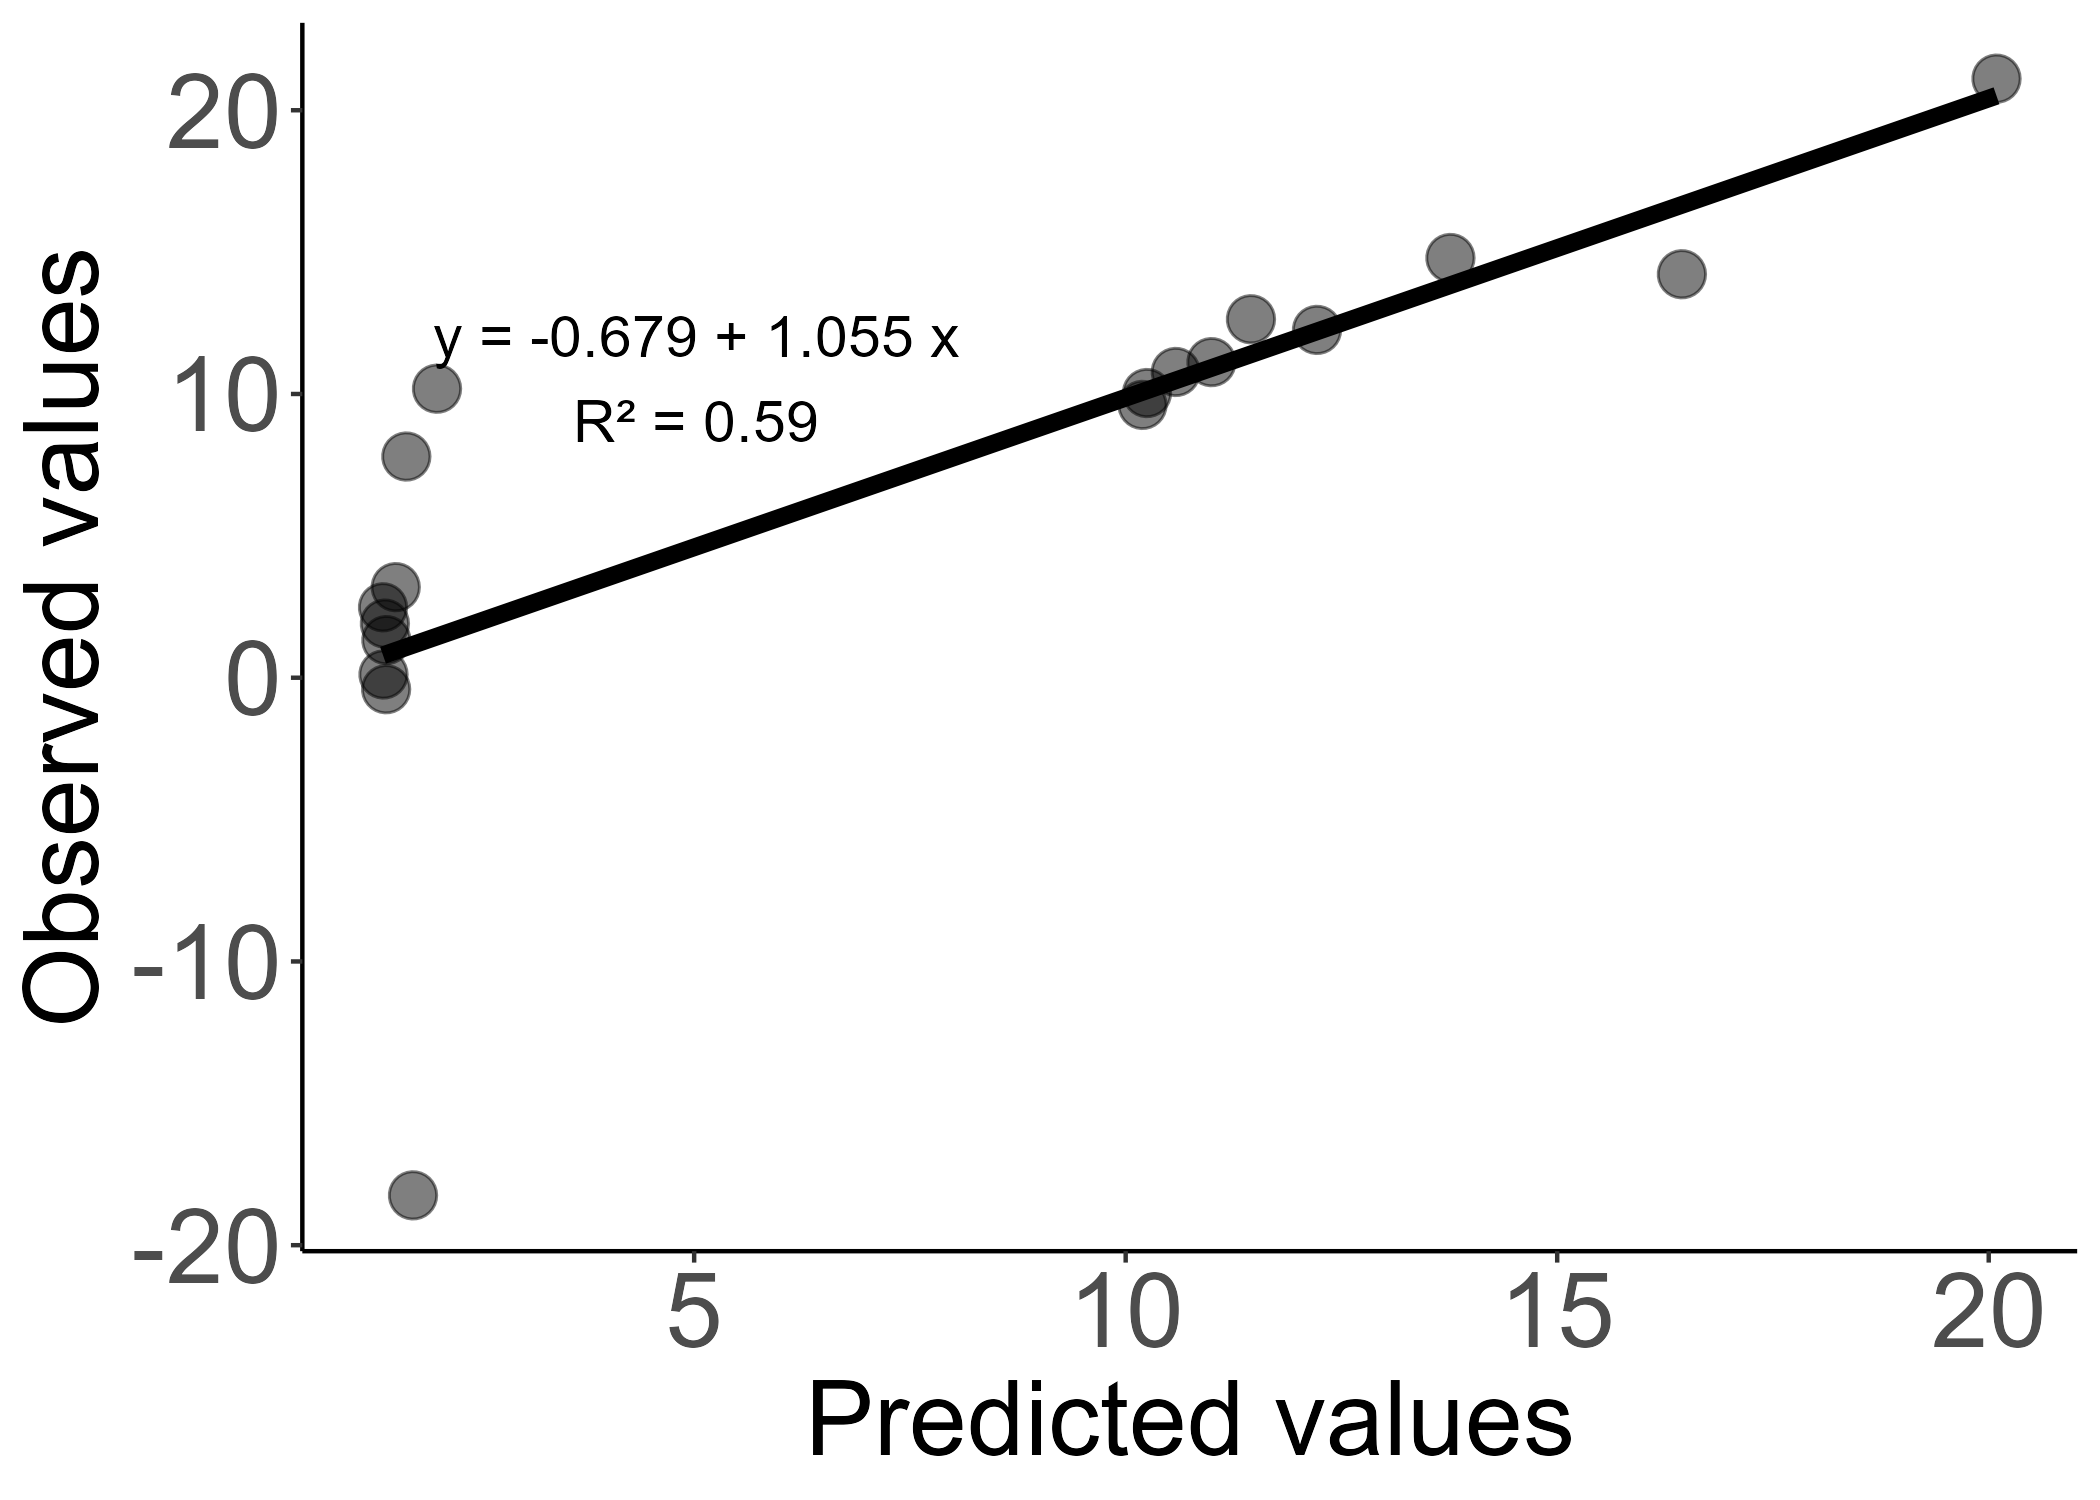 Observed values
20
10
0
-10
-20
y = -0.679 + 1.055 x
R² = 0.59
5
10
15
20
Predicted values